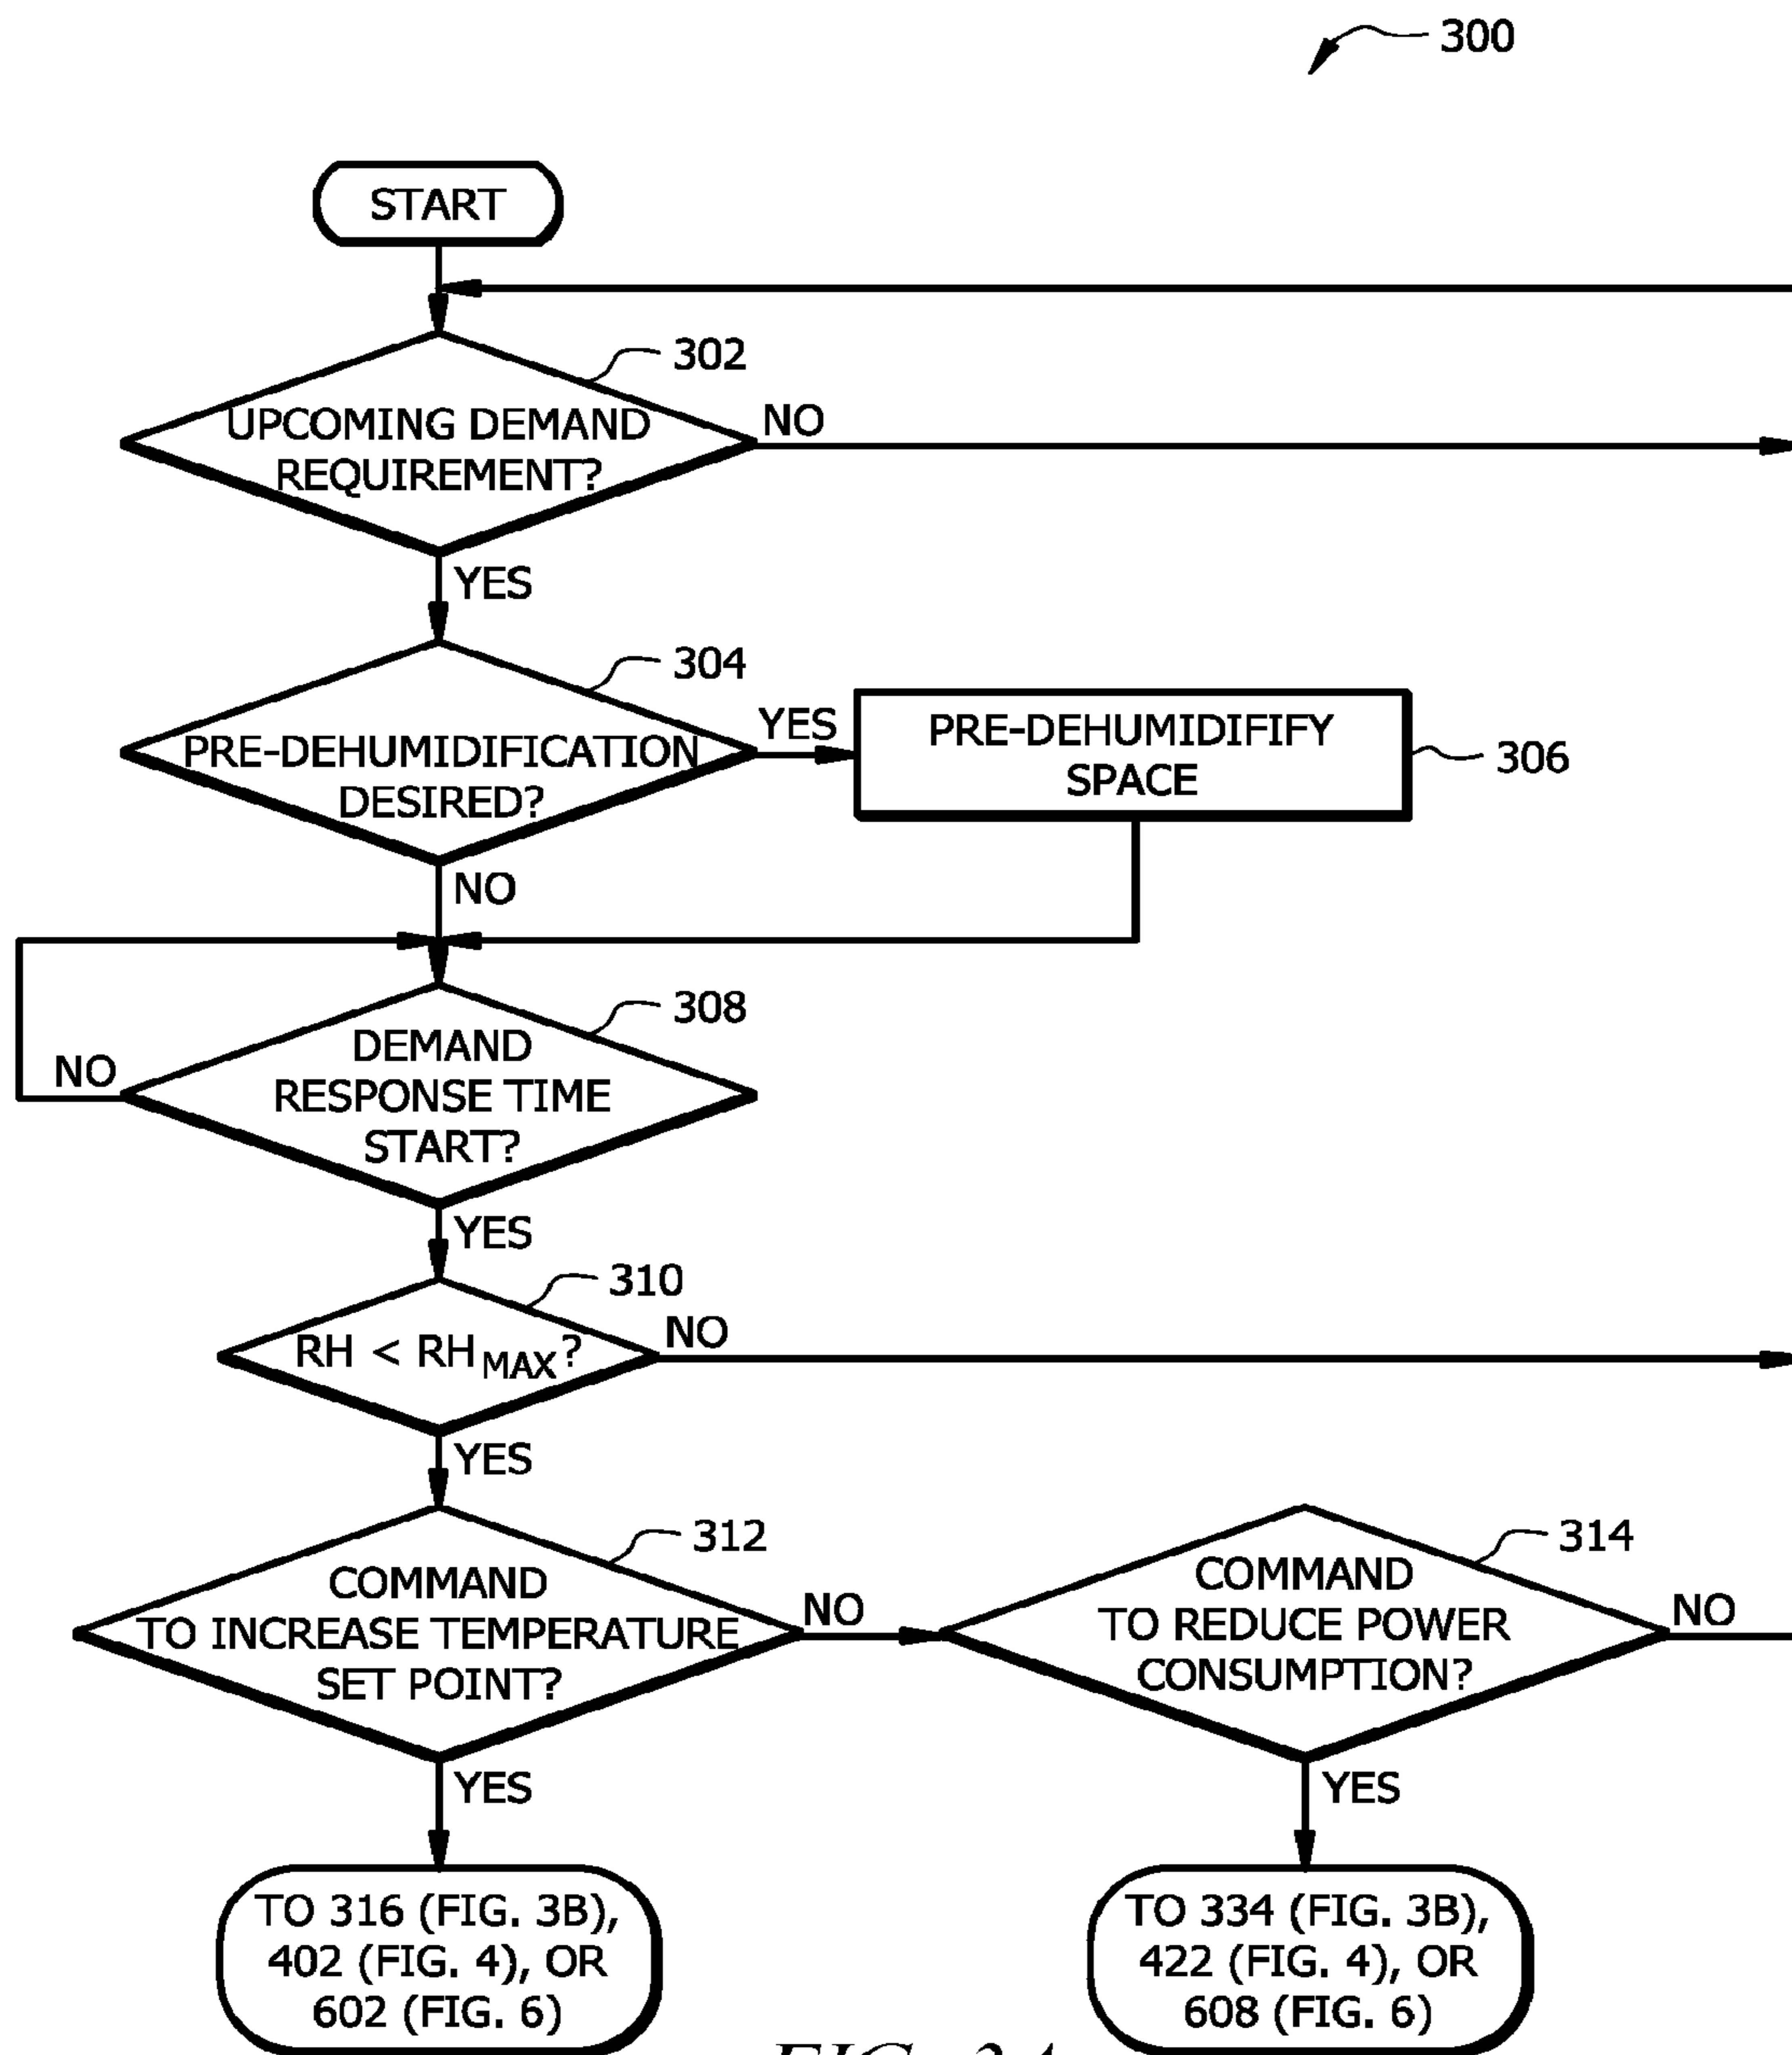 300
START
302
UPCOMING DEMAND
REQUIREMENT?
NO
YES
304
PRE-DEHUMIDIFICATION
DESIRED?
YES
PRE-DEHUMIDIFIFY
SPACE
306
NO
308
DEMAND
RESPONSE TIME
START?
NO
YES
310
RH < RH MAX?
NO
YES
312
COMMAND
TO INCREASE TEMPERATURE
SET POINT?
NO
314
COMMAND
TO REDUCE POWER
CONSUMPTION?
NO
YES
YES
TO 316 (FIG. 3B),
402 (FIG. 4), OR
602 (FIG. 6)
TO 334 (FIG. 3B),
422 (FIG. 4), OR
608 (FIG. 6)